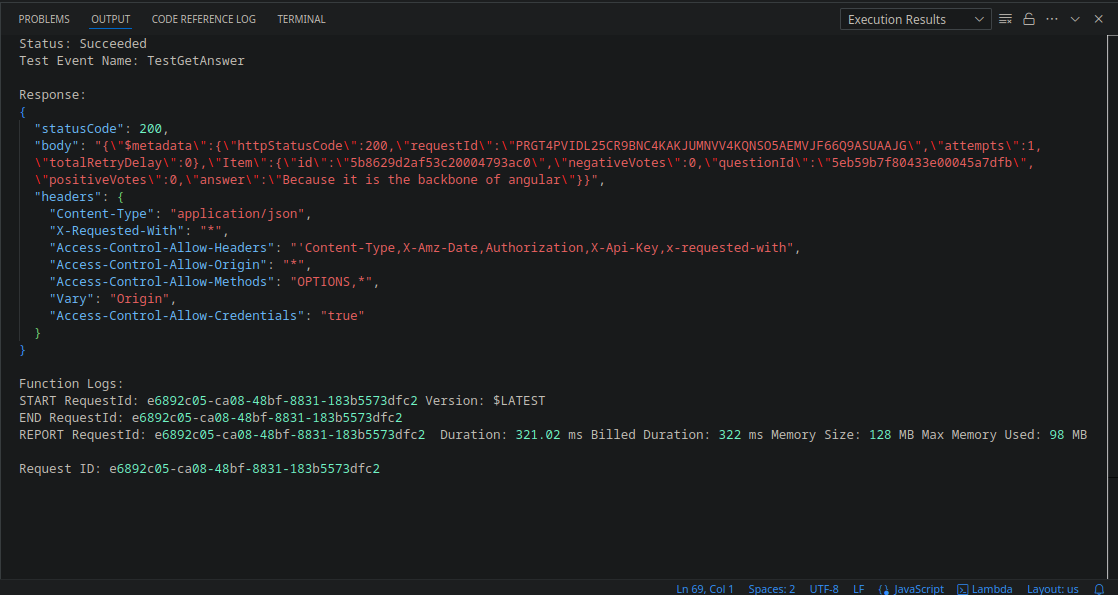 PROBLEMS OUTPUT CODE REFERENCE LOG TERMINAL Execution Results
Status: Succeeded
Test Event Name: TestGetAnswer
Response:
{
"statusCode": 200,
"body": "{\"$metadata\":{\"httpStatusCode\":200,\"requestId\":\"PRGT4PVIDL25CR9BNC4KAKJUMNVV4KQNSO5AEMVJF66Q9ASUAAJG\",\"attempts\":1,
\"totalRetryDelay\":0},\"Item\":{\"id\":\"5b8629d2af53c20004793ac0\",\"negativeVotes\":0,\"questionId\":\"5eb59b7f80433e00045a7dfb\",
\"positiveVotes\":0,\"answer\":\"Because it is the backbone of angular\"}}",
"headers": {
"Content-Type": "application/json",
"X-Requested-With": "*",
"Access-Control-Allow-Headers": "'Content-Type,X-Amz-Date,Authorization,X-Api-Key,x-requested-with",
"Access-Control-Allow-Origin": "*",
"Access-Control-Allow-Methods": "OPTIONS,*",
"Vary": "Origin",
"Access-Control-Allow-Credentials": "true"
}
}
Function Logs:
START RequestId: e6892c05-ca08-48bf-8831-183b5573dfc2 Version: $LATEST
END RequestId: e6892c05-ca08-48bf-8831-183b5573dfc2
REPORT RequestId: e6892c05-ca08-48bf-8831-183b5573dfc2 Duration: 321.02 ms Billed Duration: 322 ms Memory Size: 128 MB Max Memory Used: 98 MB
Request ID: e6892c05-ca08-48bf-8831-183b5573dfc2
Ln 69, Col 1 Spaces: 2 UTF-8 LF JavaScript Lambda Layout: us